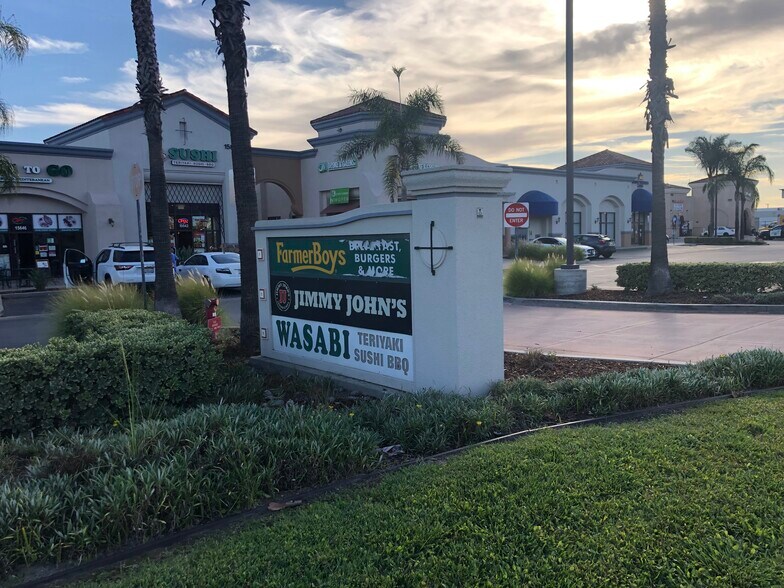 TO GO
SUSHI
DO NOT
ENTER
FARMERBOYS
BREAKFAST,
BURGERS
& MORE
JIMMY JOHN'S
WASABI
TERIYAKI
SUSHI BBQ